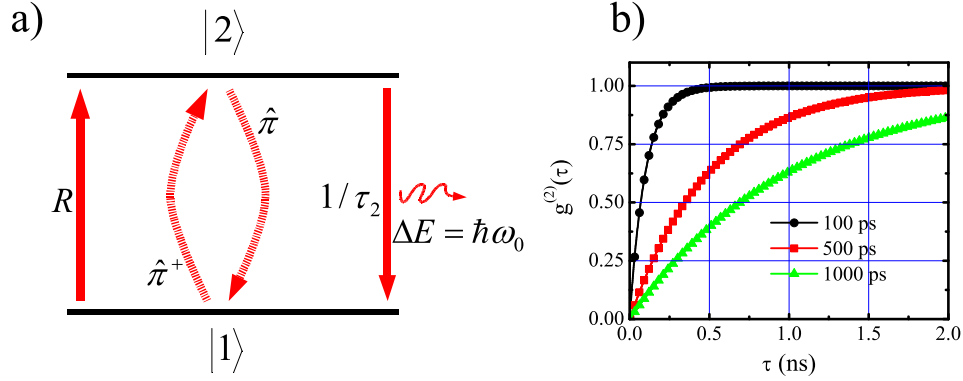 a)
|2⟩
π̂
R
1/τ₂
ΔE = ħω₀
π̂⁺
|1⟩
b)
1.00
0.75
0.50
0.25
0.00
g⁽²⁾(τ)
100 ps
500 ps
1000 ps
0.0 0.5 1.0 1.5 2.0
τ (ns)